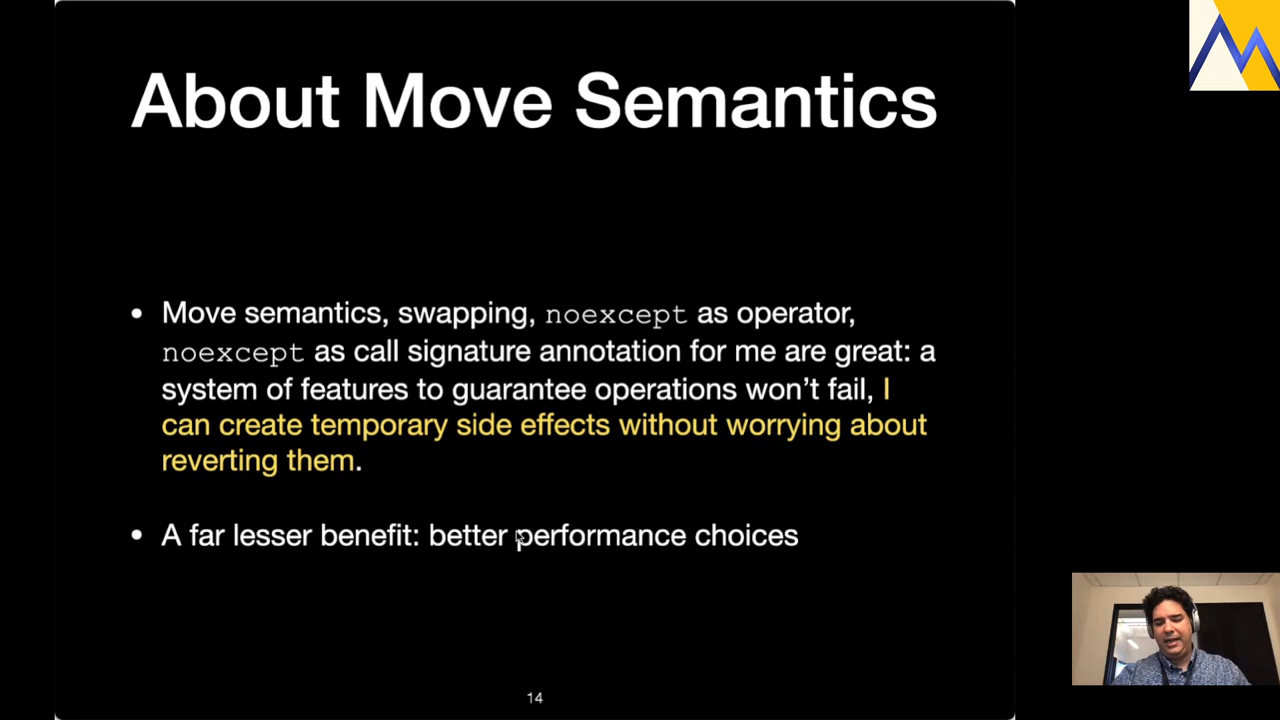 About Move Semantics
• Move semantics, swapping, noexcept as operator,
noexcept as call signature annotation for me are great: a
system of features to guarantee operations won’t fail, I
can create temporary side effects without worrying about
reverting them.
• A far lesser benefit: better performance choices
14